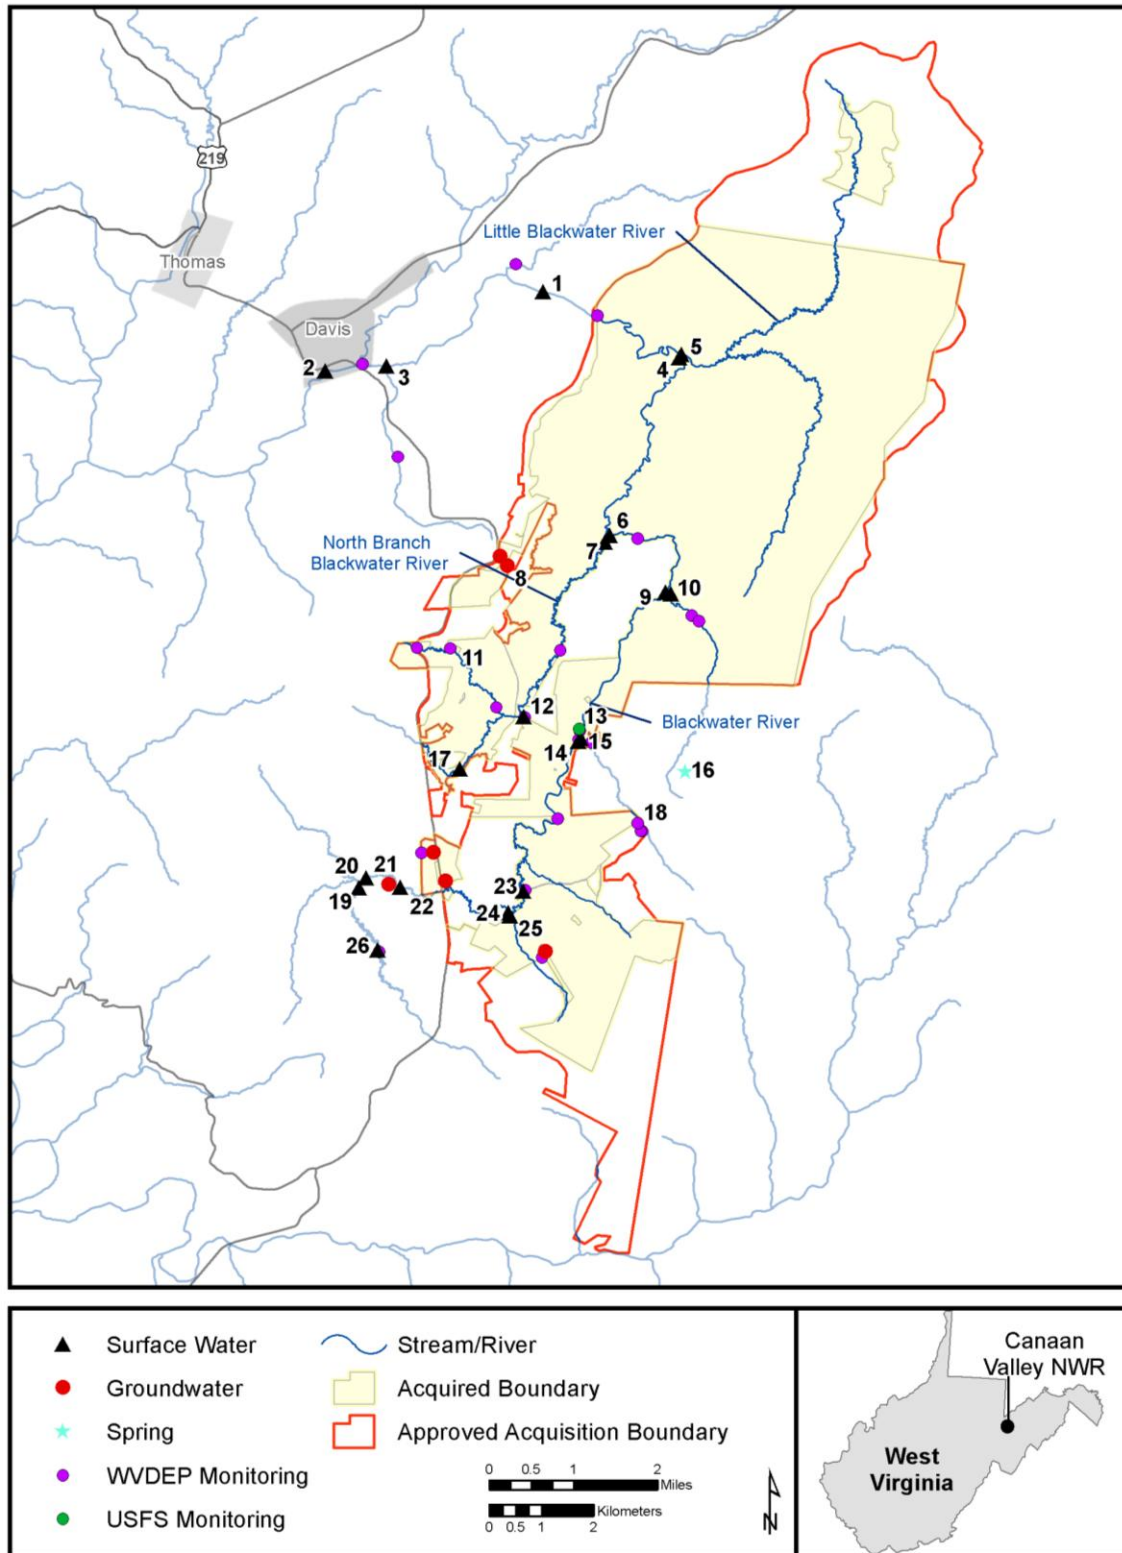 219
Thomas
Little Blackwater River
1
Davis
2
3
5
4
6
7
North Branch
Blackwater River
8
9
10
11
12
Blackwater River
13
14
15
16
17
18
20
21
19
22
23
24
25
26
Surface Water
Groundwater
Spring
WVDEP Monitoring
USFS Monitoring
Stream/River
Acquired Boundary
Approved Acquisition Boundary
0 0.5 1 2
Miles
Kilometers
0 0.5 1 2
N
Canaan
Valley NWR
West
Virginia